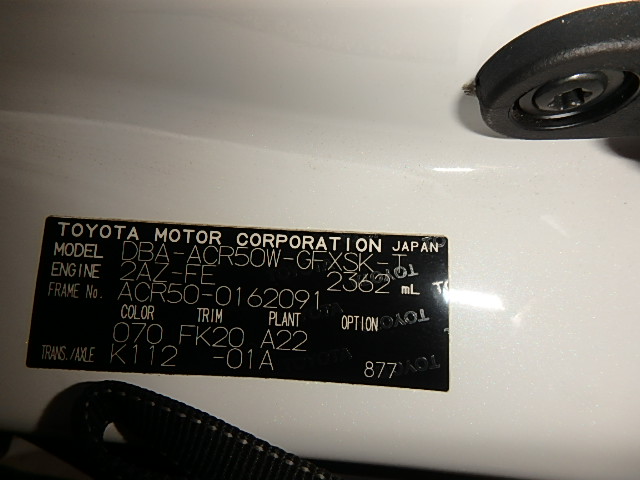 TOYOTA MOTOR CORPORATION JAPAN
MODEL DBA-ACR50W-GFXSK-T
ENGINE 2AZ-FE 2362 mL
FRAME No. ACR50-0162091
COLOR TRIM PLANT OPTION
070 FK20 A22
TRANS./AXLE K112 -01A
877